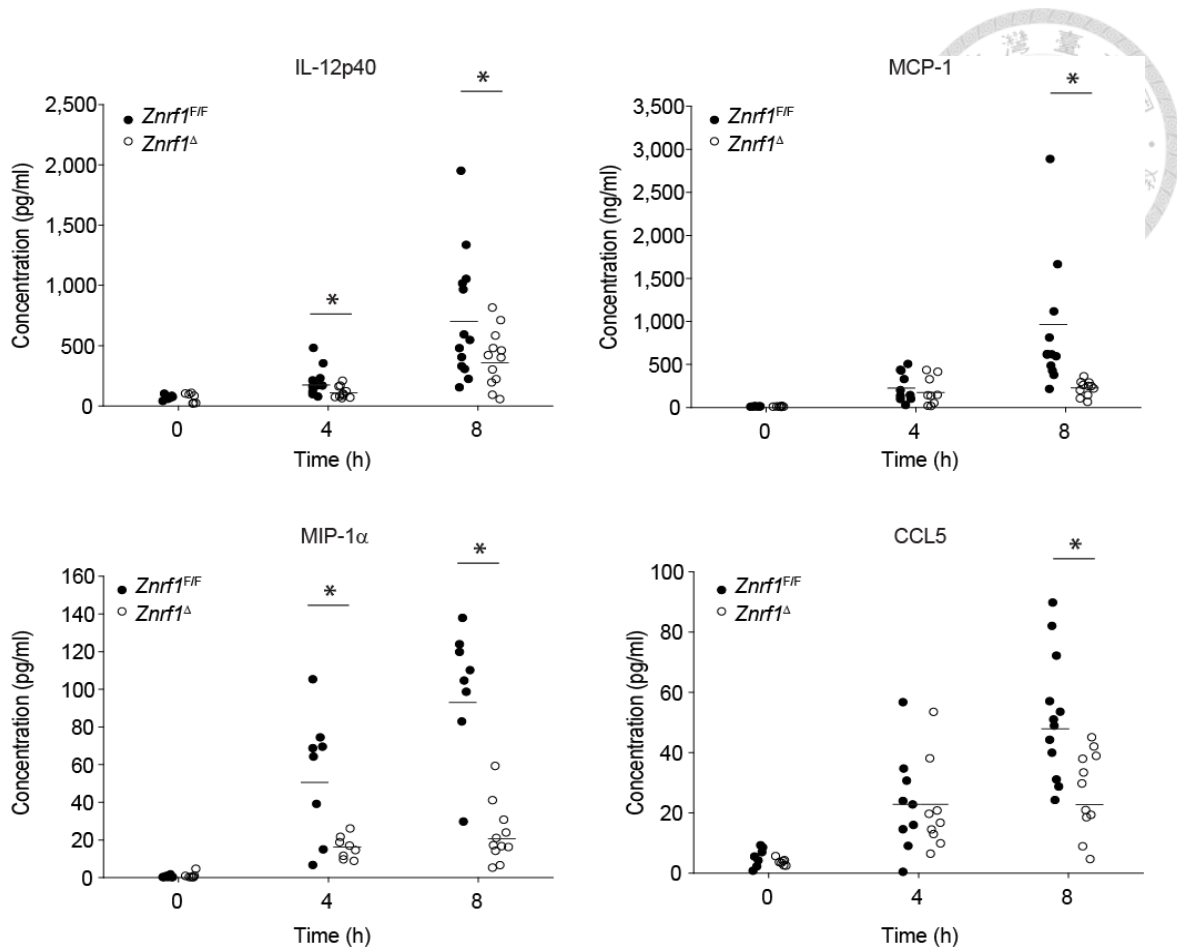 灣臺
教
IL-12p40
*
*
2,500
2,000
1,500
1,000
500
0
Concentration (pg/ml)
Znrf1F/F
Znrf1Δ
0 4 8
Time (h)
MCP-1
*
3,500
3,000
2,500
2,000
1,500
1,000
500
0
Concentration (ng/ml)
Znrf1F/F
Znrf1Δ
0 4 8
Time (h)
MIP-1α
*
*
160
140
120
100
80
60
40
20
0
Concentration (pg/ml)
Znrf1F/F
Znrf1Δ
0 4 8
Time (h)
CCL5
*
100
80
60
40
20
0
Concentration (pg/ml)
Znrf1F/F
Znrf1Δ
0 4 8
Time (h)